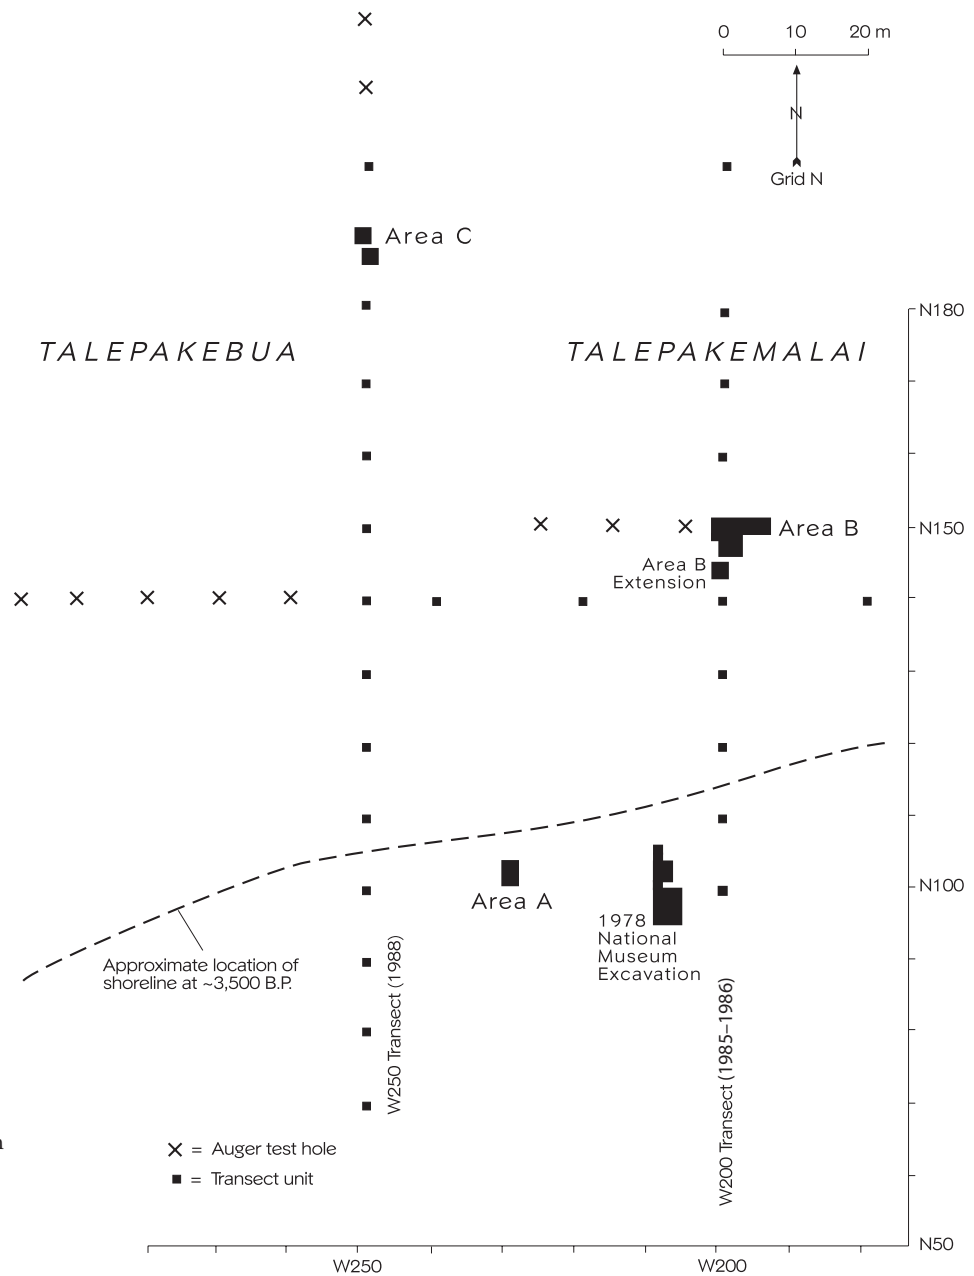 0 10 20 m
N
Grid N
Area C
N180
TALEPAKEBUA
TALEPAKEMALAI
N150
Area B
Area B
Extension
N100
Area A
1978
National
Museum
Excavation
Approximate location of
shoreline at ~3,500 B.P.
W250 Transect (1988)
W200 Transect (1985–1986)
× = Auger test hole
■ = Transect unit
N50
W250 W200